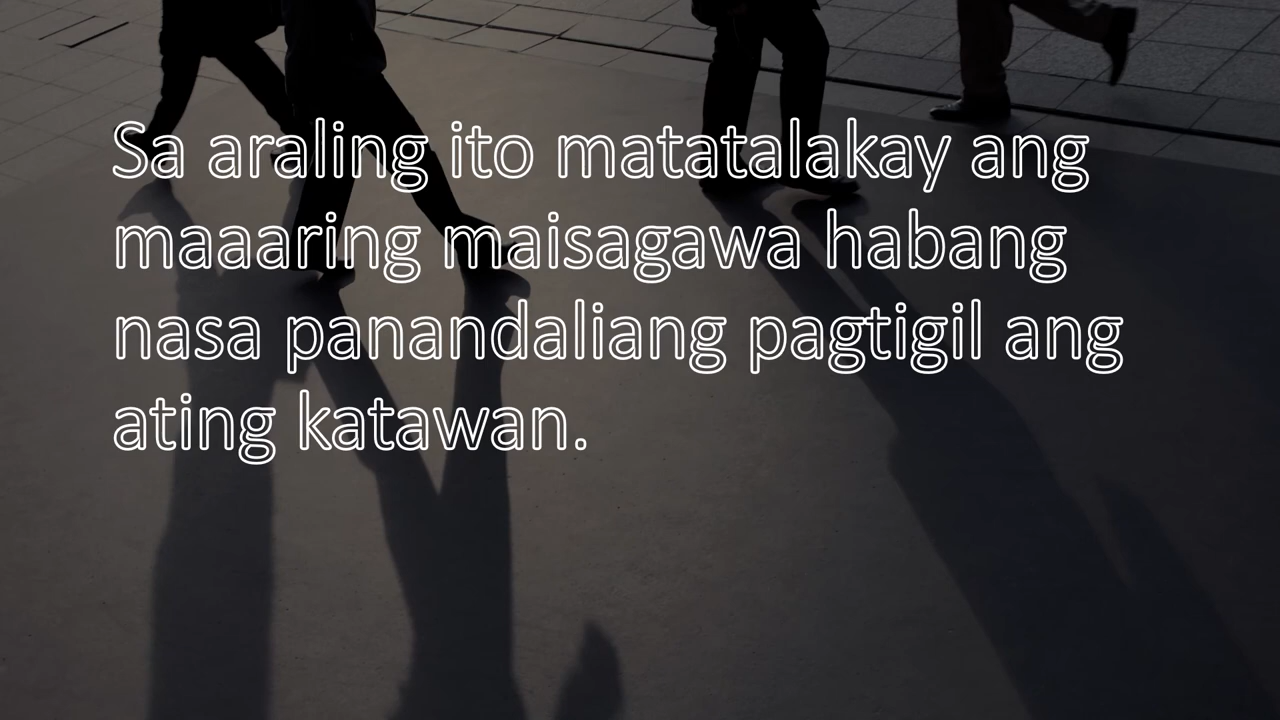 Sa araling ito matatalakay ang
maaaring maisagawa habang
nasa panandaliang pagtigil ang
ating katawan.